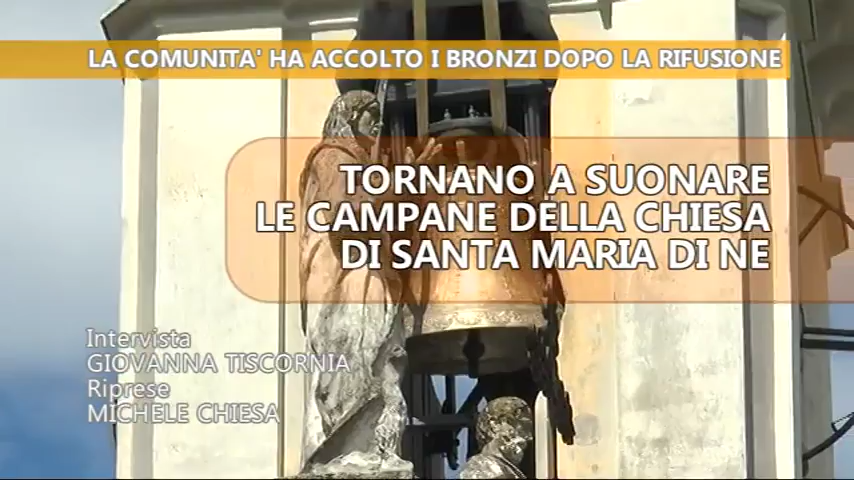 LA COMUNITA' HA ACCOLTO I BRONZI DOPO LA RIFUSIONE
TORNANO A SUONARE
LE CAMPANE DELLA CHIESA
DI SANTA MARIA DI NE
Intervista
GIOVANNA TISCORNIA
Riprese
MICHELE CHIESA